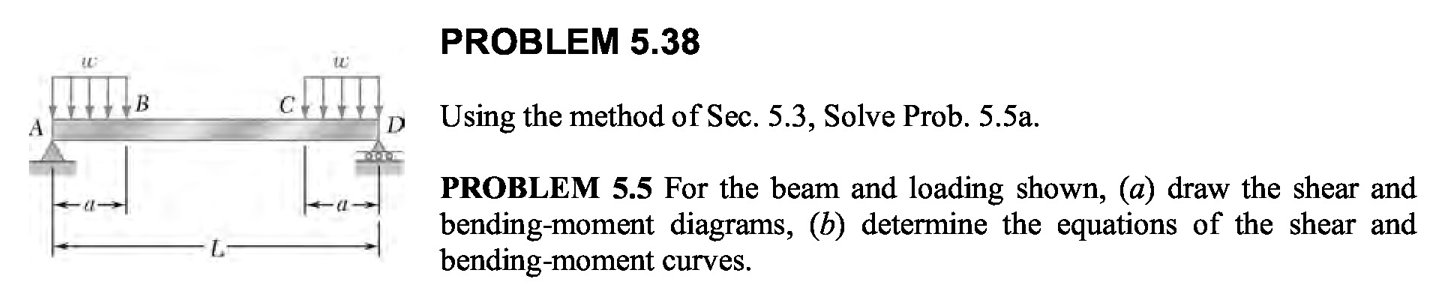 PROBLEM 5.38
w
w
B
C
A
D
a
a
L
Using the method of Sec. 5.3, Solve Prob. 5.5a.
PROBLEM 5.5 For the beam and loading shown, (a) draw the shear and
bending-moment diagrams, (b) determine the equations of the shear and
bending-moment curves.